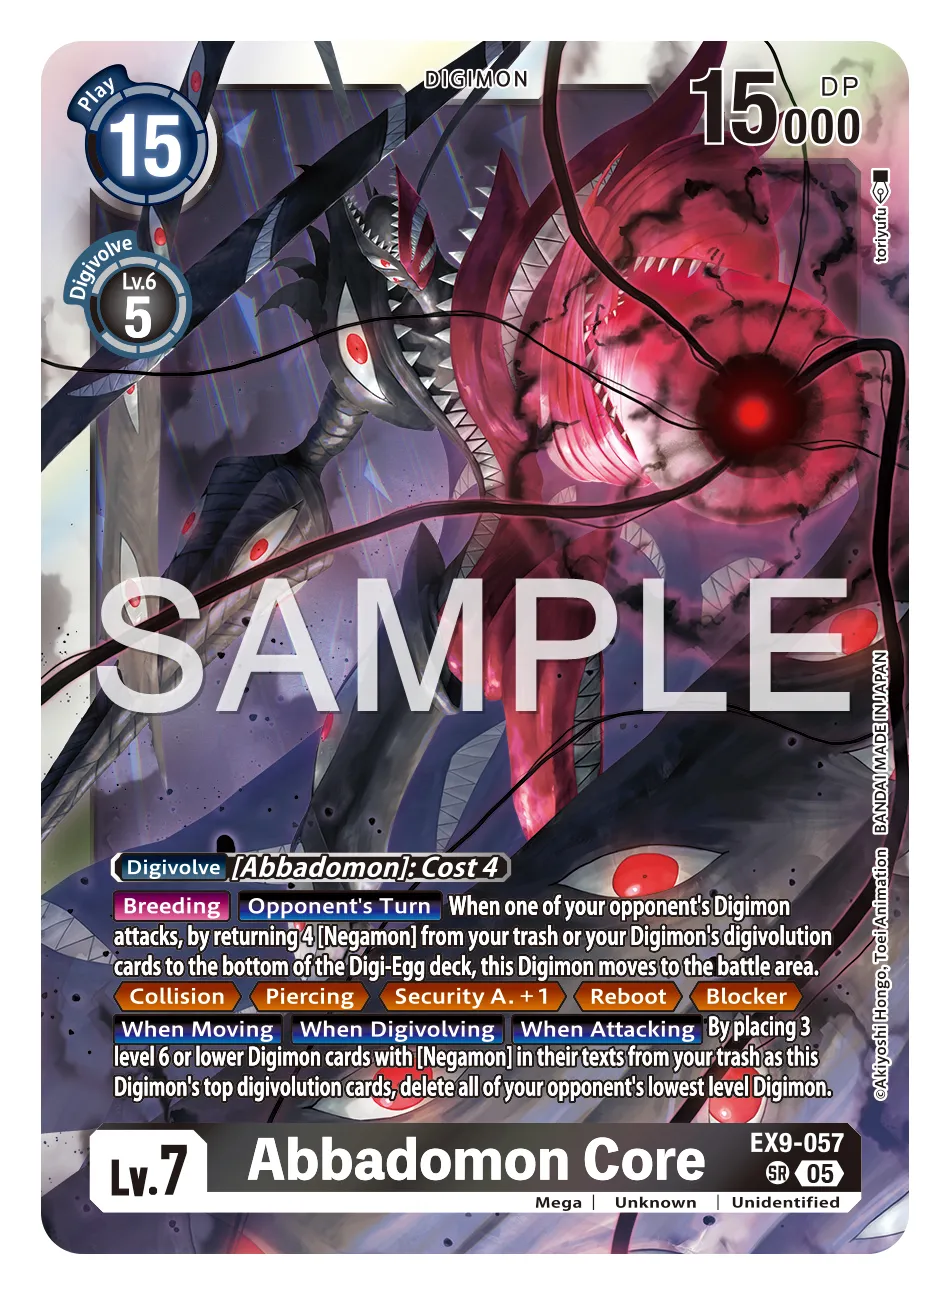 DIGIMON
Play
15
15000
DP
Digivolve
Lv.6
5
toriyufu
SAMPLE
BANDAI MADE IN JAPAN
©Akiyoshi Hongo, Toei Animation
Digivolve [Abbadomon]: Cost 4
Breeding Opponent's Turn When one of your opponent's Digimon
attacks, by returning 4 [Negamon] from your trash or your Digimon's digivolution
cards to the bottom of the Digi-Egg deck, this Digimon moves to the battle area.
Collision Piercing Security A. +1 Reboot Blocker
When Moving When Digivolving When Attacking By placing 3
level 6 or lower Digimon cards with [Negamon] in their texts from your trash as this
Digimon's top digivolution cards, delete all of your opponent's lowest level Digimon.
Lv.7
Abbadomon Core
EX9-057
SR 05
Mega | Unknown | Unidentified